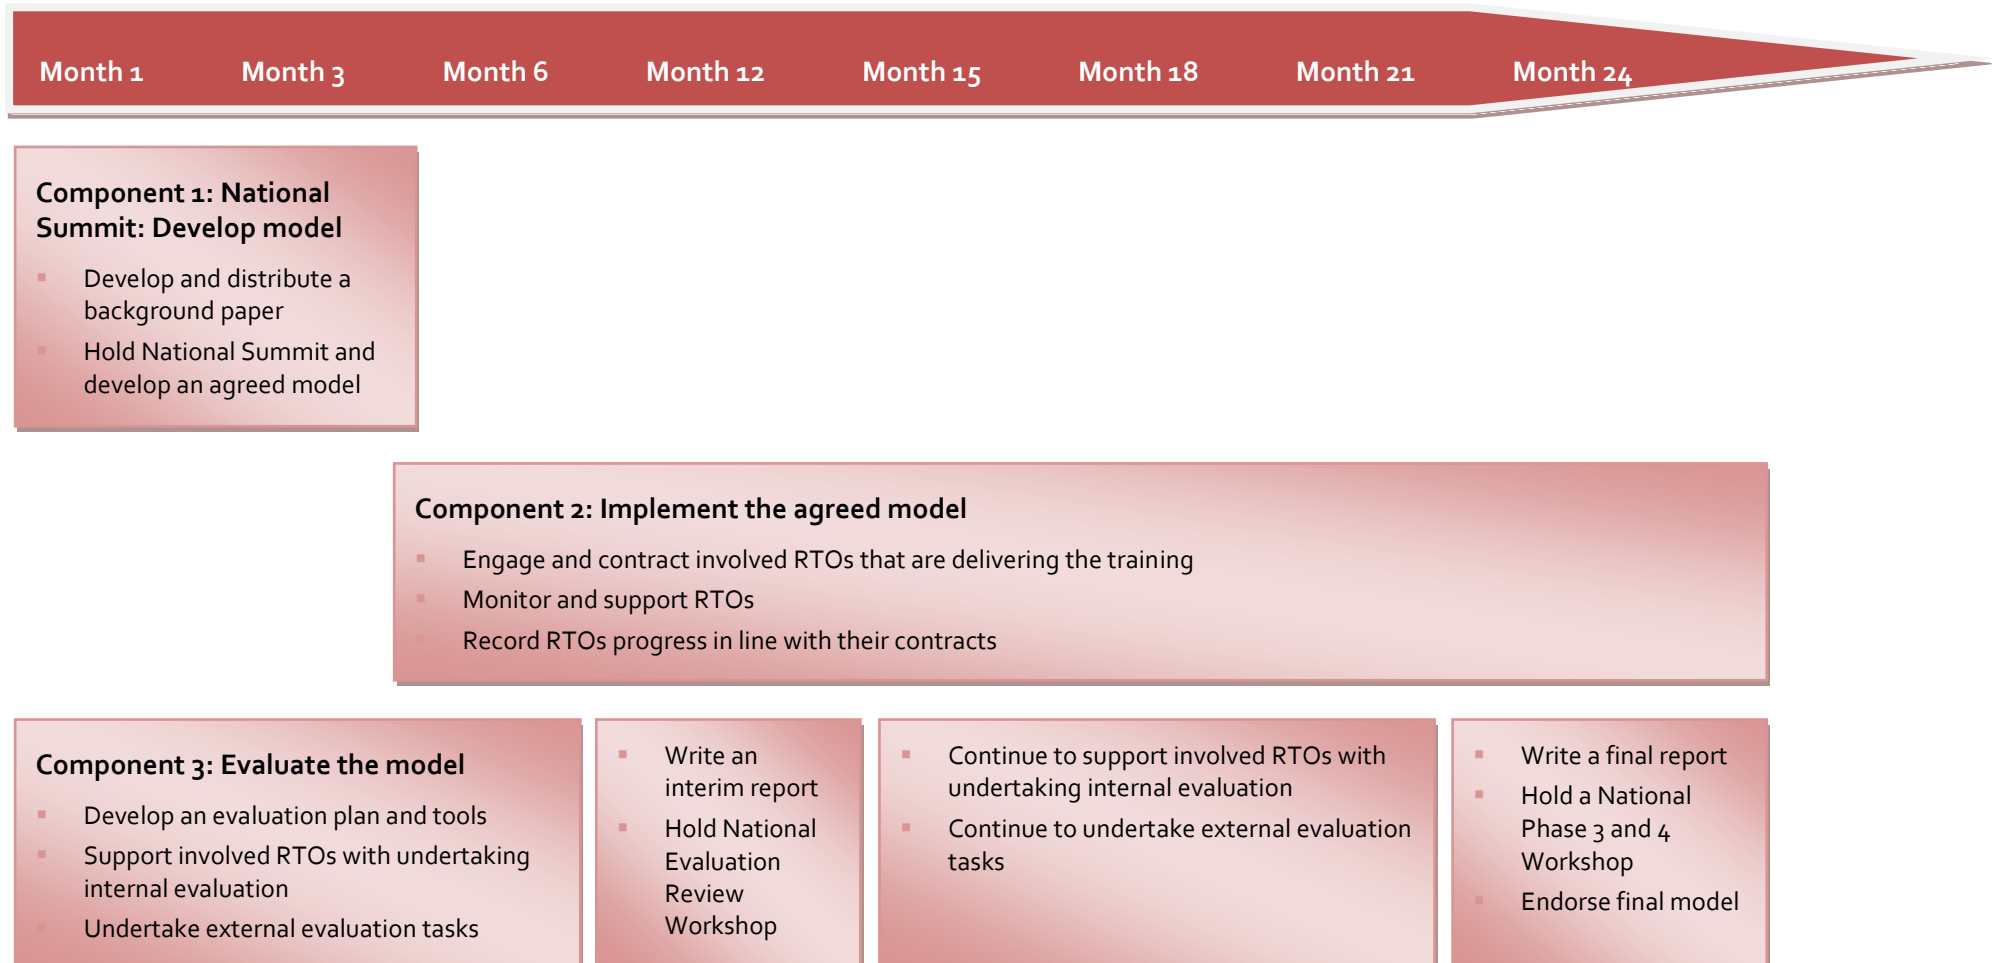 Month 1 Month 3 Month 6 Month 12 Month 15 Month 18 Month 21 Month 24
Component 1: National
Summit: Develop model
Develop and distribute a
background paper
Hold National Summit and
develop an agreed model
Component 2: Implement the agreed model
Engage and contract involved RTOs that are delivering the training
Monitor and support RTOs
Record RTOs progress in line with their contracts
Component 3: Evaluate the model
Develop an evaluation plan and tools
Support involved RTOs with undertaking
internal evaluation
Undertake external evaluation tasks
Write an
interim report
Hold National
Evaluation
Review
Workshop
Continue to support involved RTOs with
undertaking internal evaluation
Continue to undertake external evaluation
tasks
Write a final report
Hold a National
Phase 3 and 4
Workshop
Endorse final model